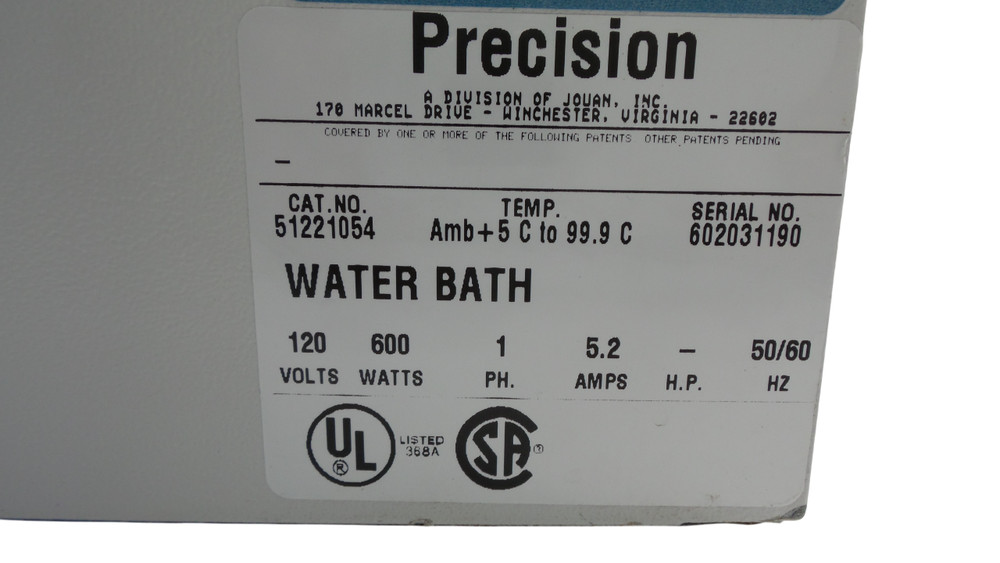 Precision
A DIVISION OF JOUAN, INC.
170 MARCEL DRIVE - WINCHESTER, VIRGINIA - 22602
COVERED BY ONE OR MORE OF THE FOLLOWING PATENTS OTHER PATENTS PENDING
–
CAT.NO. TEMP. SERIAL NO.
51221054 Amb+5 C to 99.9 C 602031190
WATER BATH
120 600 1 5.2 – 50/60
VOLTS WATTS PH. AMPS H.P. HZ
UL ® LISTED 368A SA ®